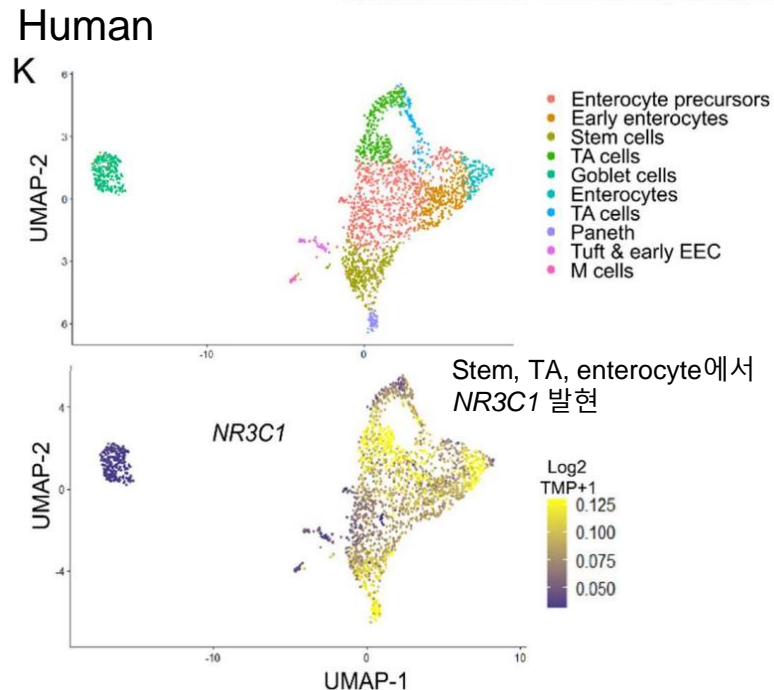 Human
K
6
3
0
3
6
UMAP-2
-10
0
Enterocyte precursors
Early enterocytes
Stem cells
TA cells
Goblet cells
Enterocytes
TA cells
Paneth
Tuft & early EEC
M cells
Stem, TA, enterocyte에서
NR3C1 발현
NR3C1
4
0
-4
UMAP-2
-10
0
10
UMAP-1
Log2
TMP+1
0.125
0.100
0.075
0.050